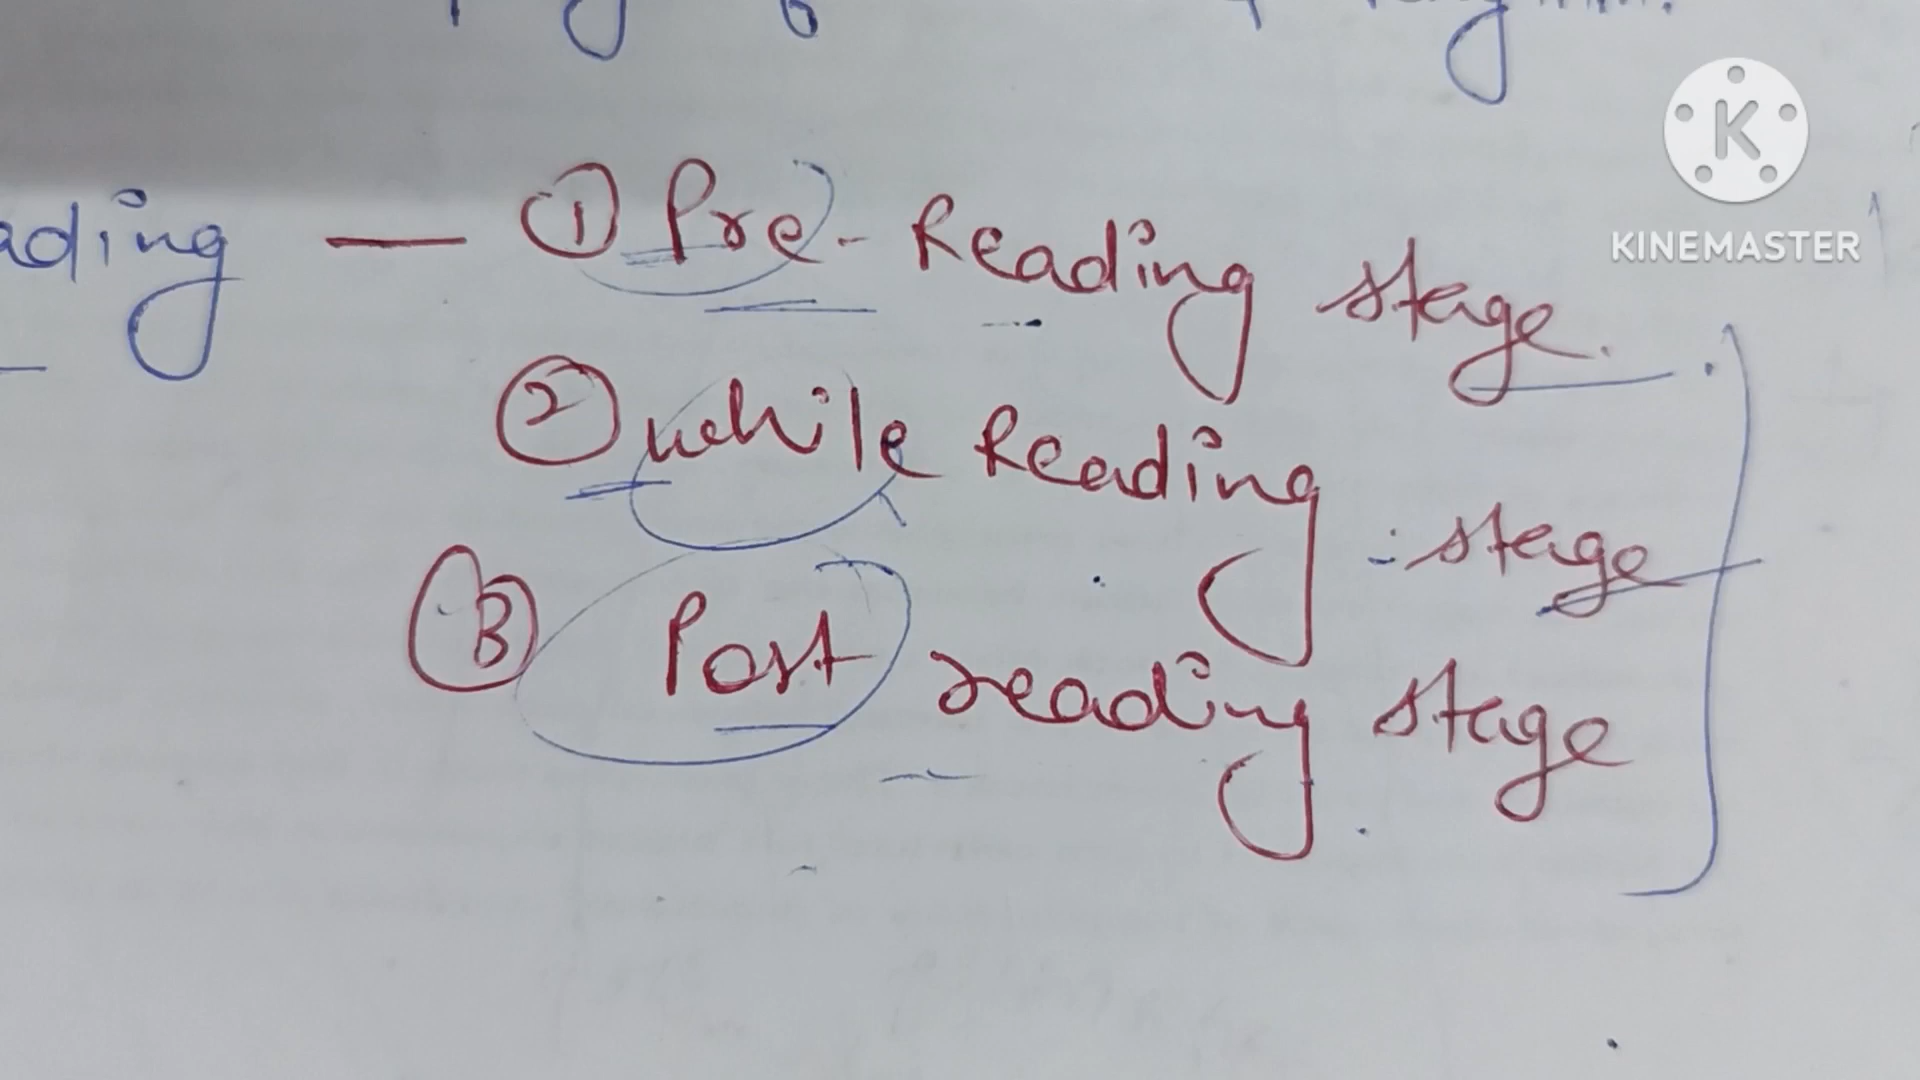 ading — ① Pre-Reading stage.
② while Reading - stage
③ Post reading stage
KINEMASTER